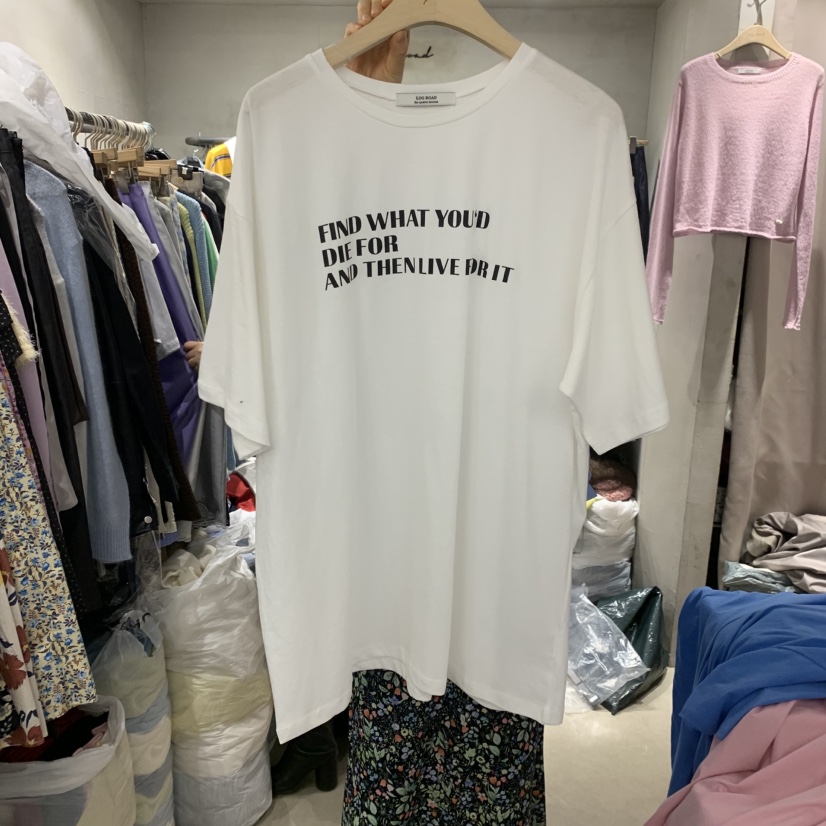 FIND WHAT YOU'D
DIE FOR
AND THEN LIVE FOR IT